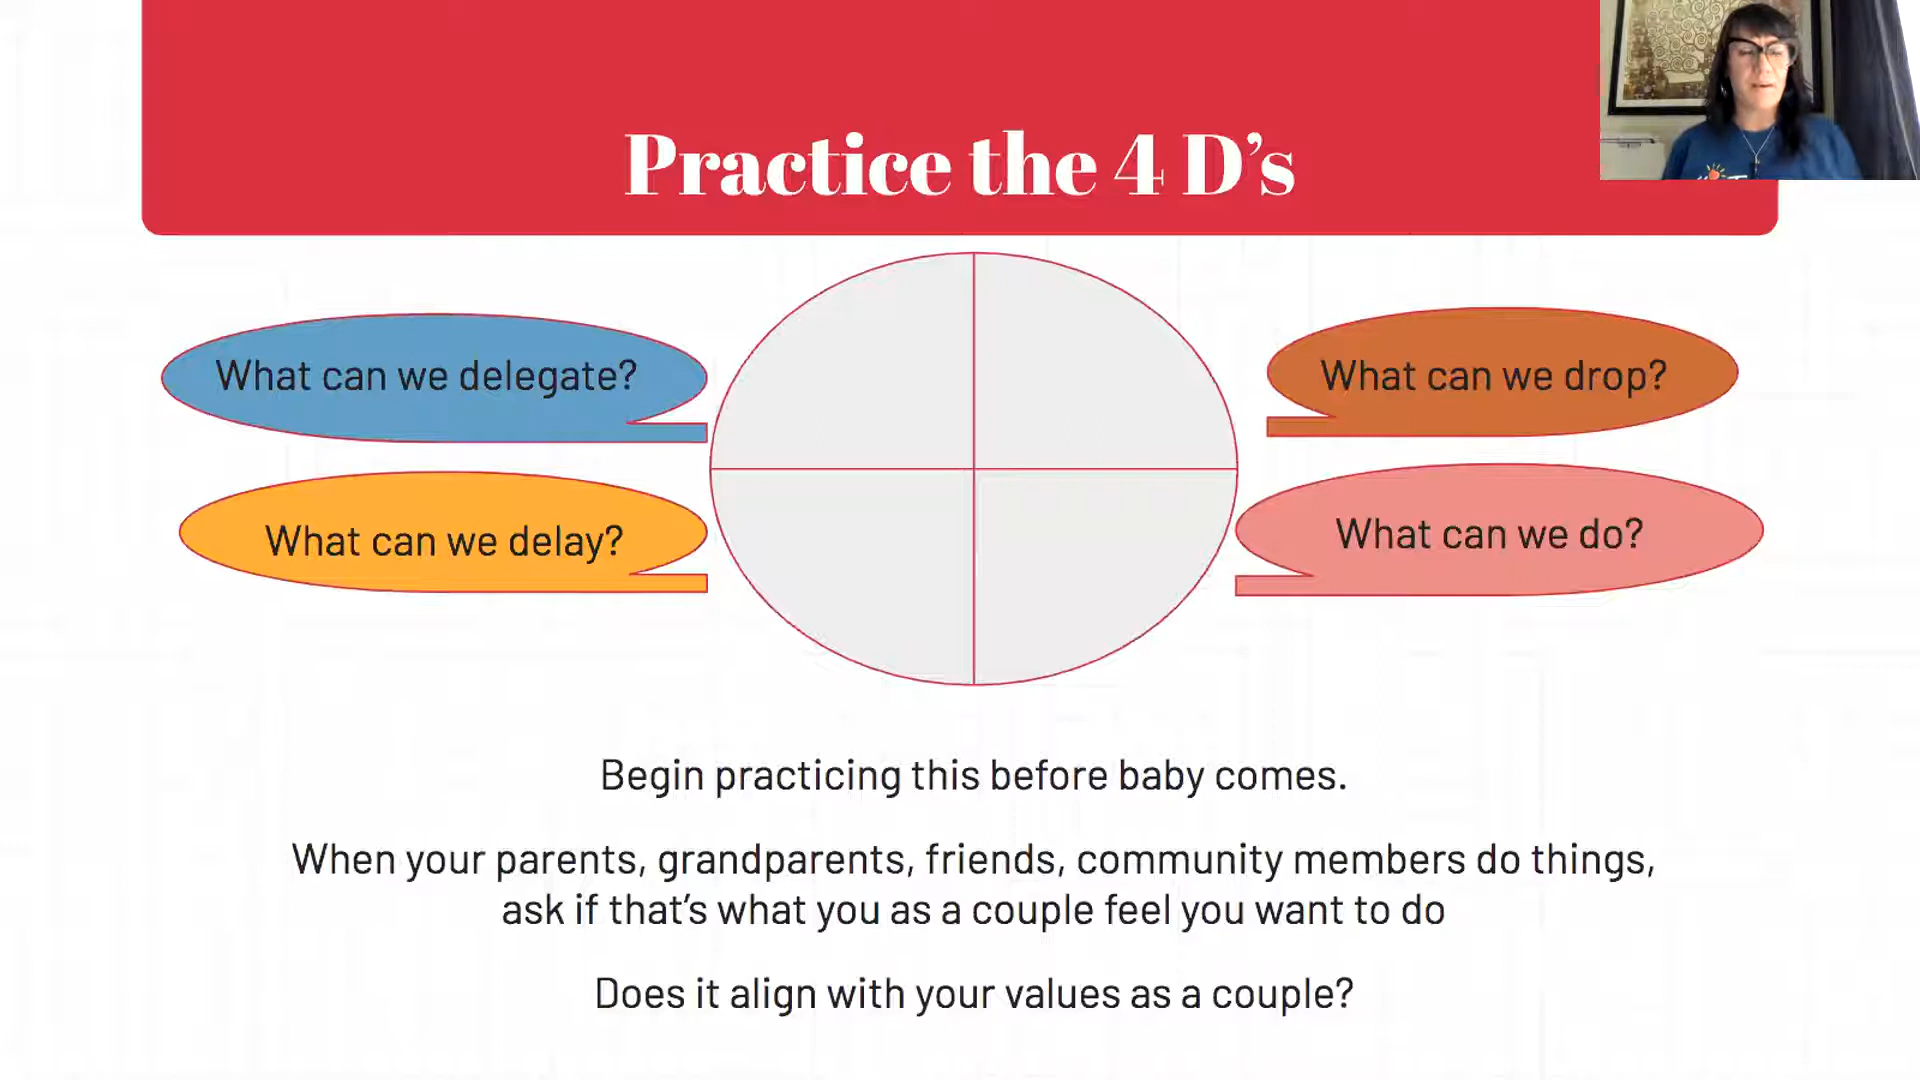 Practice the 4 D's
What can we delegate?
What can we drop?
What can we delay?
What can we do?
Begin practicing this before baby comes.
When your parents, grandparents, friends, community members do things,
ask if that's what you as a couple feel you want to do
Does it align with your values as a couple?